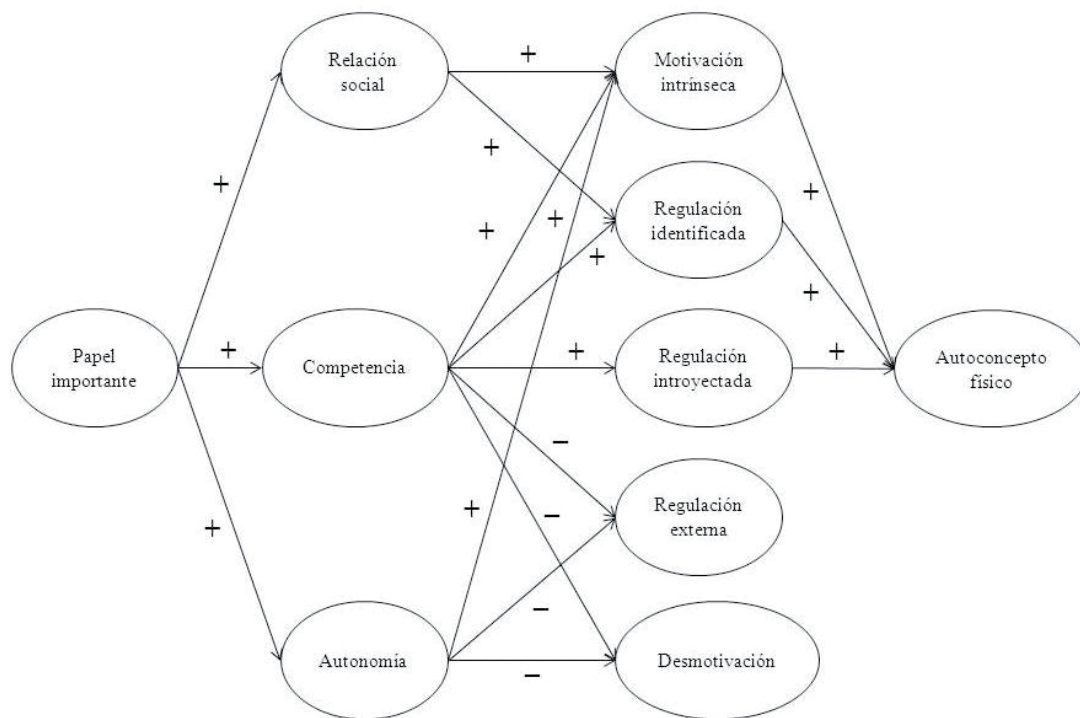 Relación
social
Motivación
intrínseca
+
+
+
+
+
+
Regulación
identificada
+
+
Papel
importante
+
Competencia
+
Regulación
introyectada
+
Autoconcepto
físico
−
−
Regulación
externa
+
+
−
Autonomía
−
Desmotivación